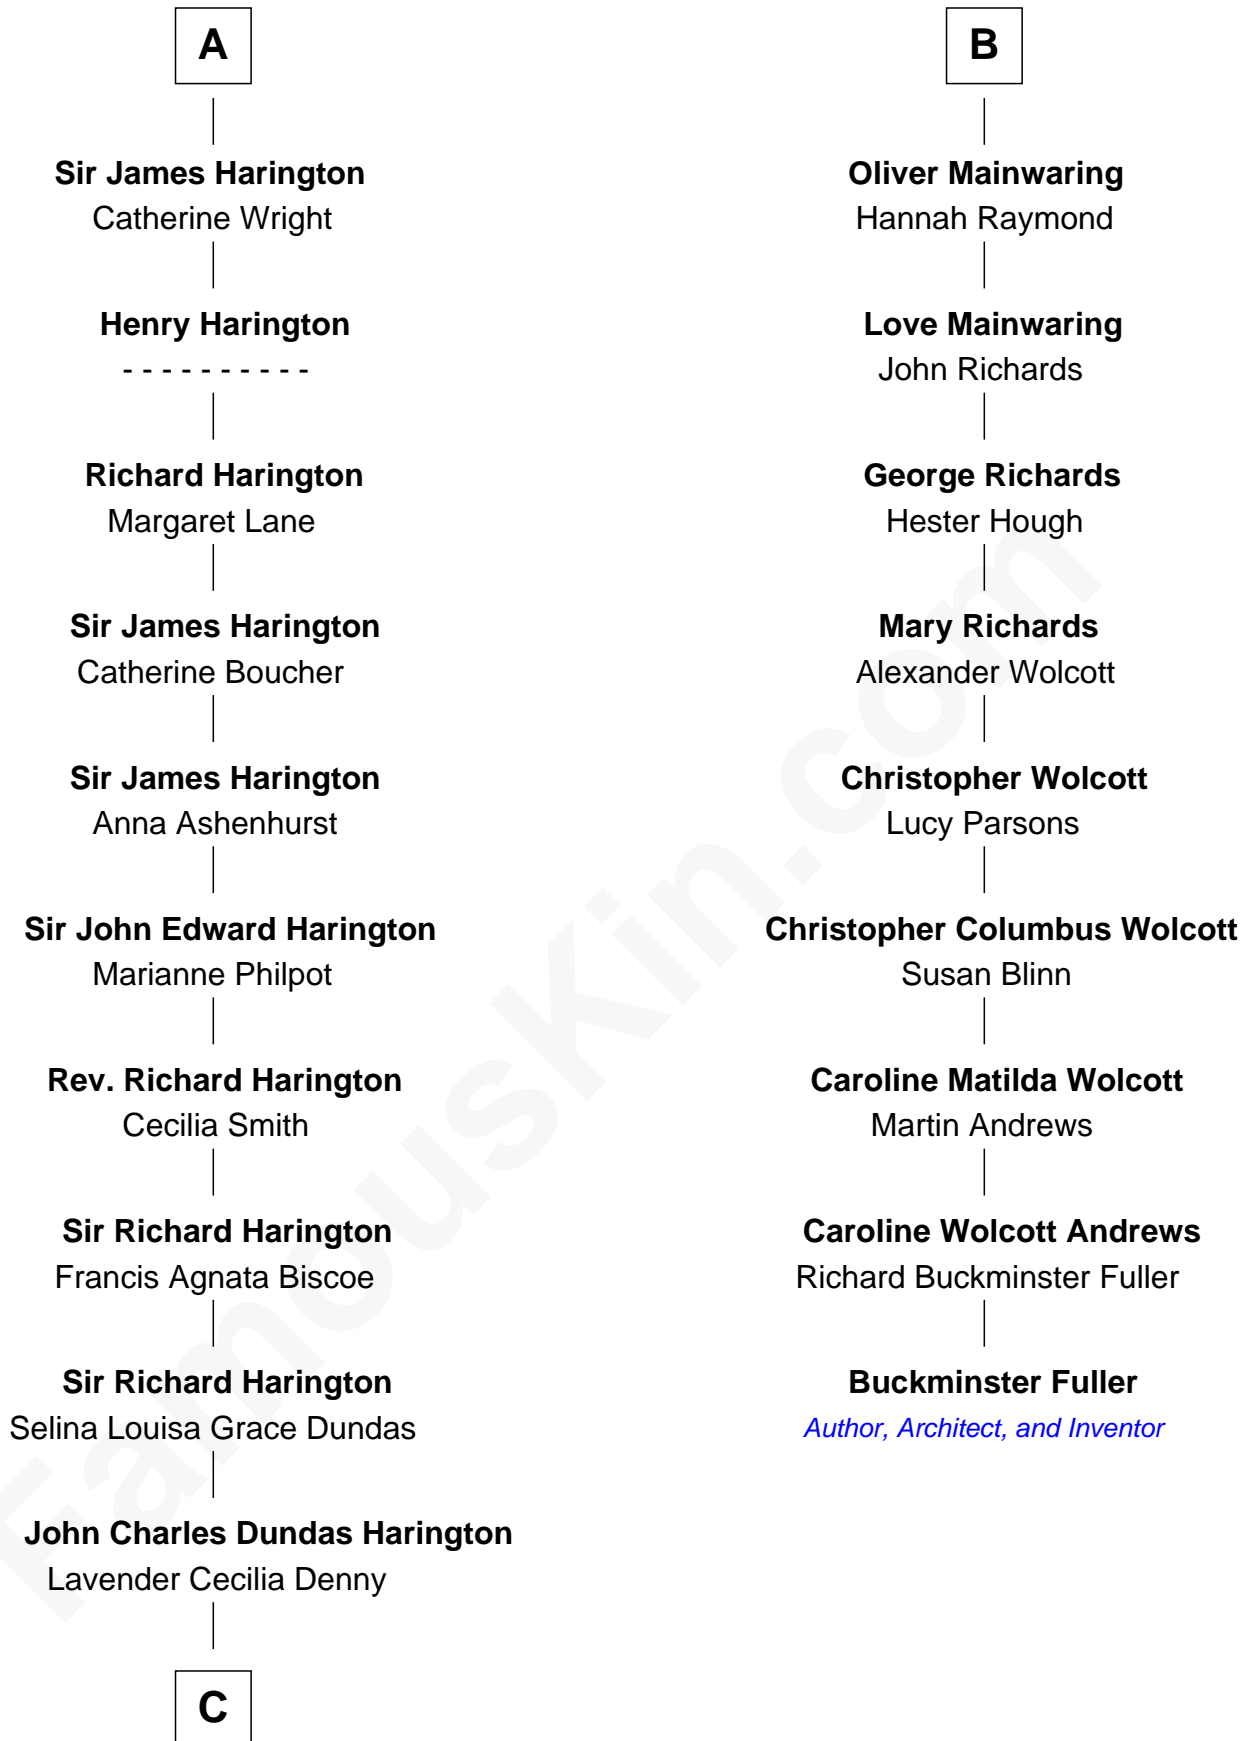 A
Sir James Harington
Catherine Wright
Henry Harington
- - - - - - - - - -
Richard Harington
Margaret Lane
Sir James Harington
Catherine Boucher
Sir James Harington
Anna Ashenhurst
Sir John Edward Harington
Marianne Philpot
Rev. Richard Harington
Cecilia Smith
Sir Richard Harington
Francis Agnata Biscoe
Sir Richard Harington
Selina Louisa Grace Dundas
John Charles Dundas Harington
Lavender Cecilia Denny
C
B
Oliver Mainwaring
Hannah Raymond
Love Mainwaring
John Richards
George Richards
Hester Hough
Mary Richards
Alexander Wolcott
Christopher Wolcott
Lucy Parsons
Christopher Columbus Wolcott
Susan Blinn
Caroline Matilda Wolcott
Martin Andrews
Caroline Wolcott Andrews
Richard Buckminster Fuller
Buckminster Fuller
Author, Architect, and Inventor
FamousKin.com